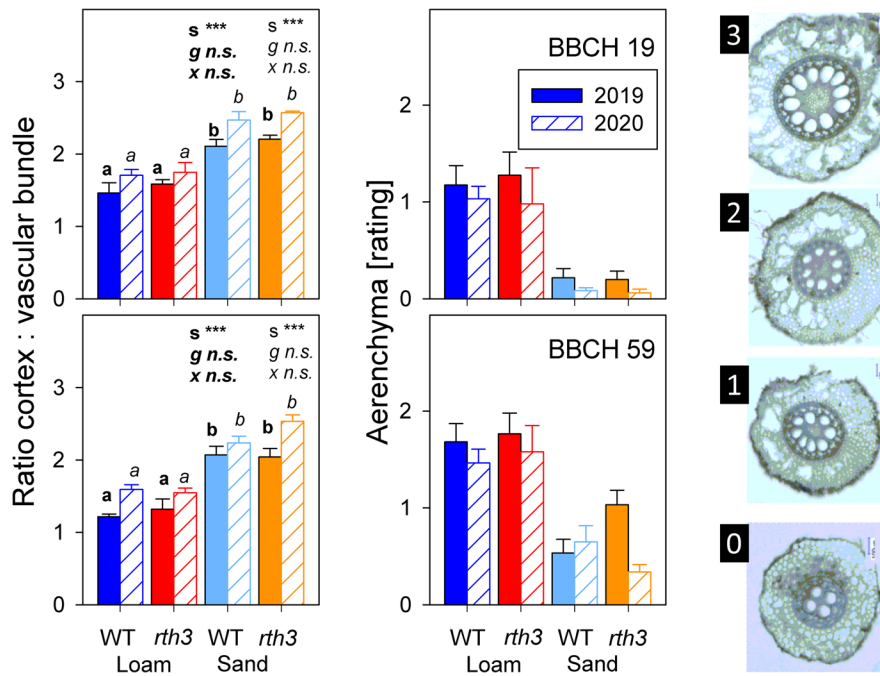 Ratio cortex : vascular bundle
3
2
1
0
s *** s ***
g n.s. g n.s.
x n.s. x n.s.
a a a a b b b b
3
2
1
0
s *** s ***
g n.s. g n.s.
x n.s. x n.s.
a a a a b b b b
WT rth3 WT rth3
Loam Sand
Aerenchyma [rating]
BBCH 19
2019
2020
2
1
0
BBCH 59
2
1
0
WT rth3 WT rth3
Loam Sand
3
2
1
0